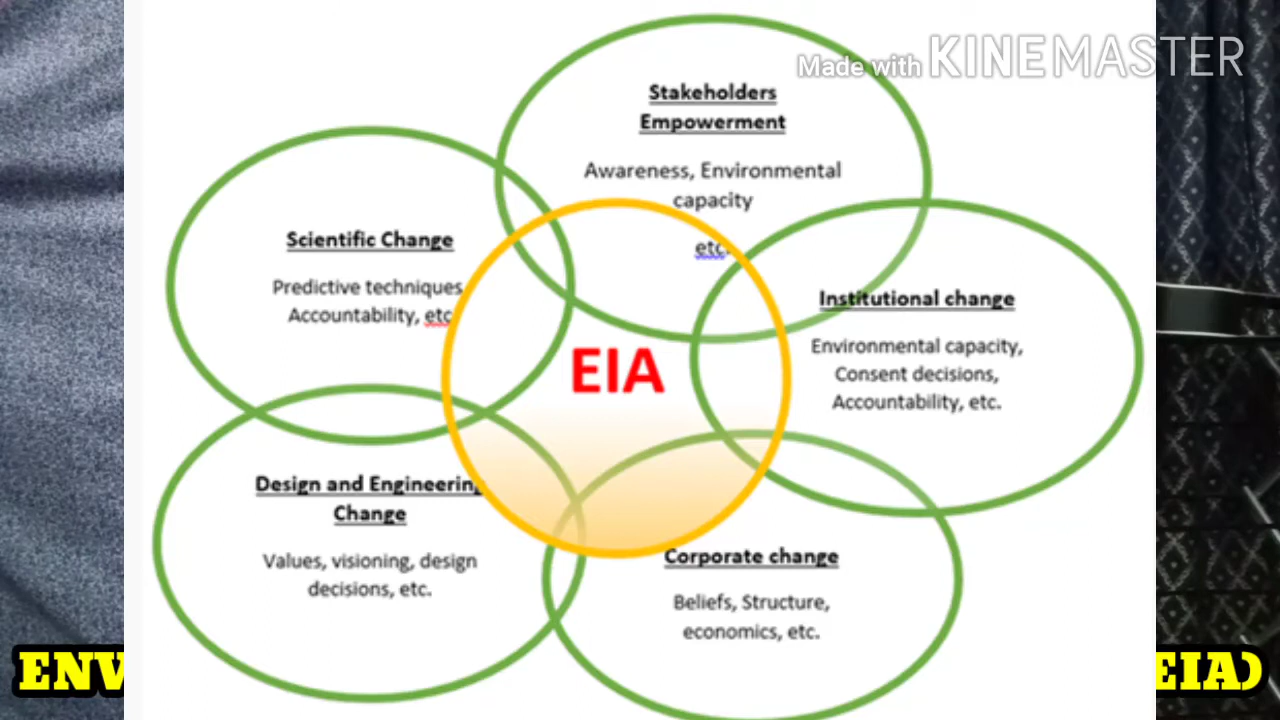 Made with KINEMASTER
Stakeholders
Empowerment
Awareness, Environmental
capacity
etc.
Scientific Change
Predictive techniques
Accountability, etc
Institutional change
Environmental capacity,
Consent decisions,
Accountability, etc.
EIA
Design and Engineering
Change
Values, visioning, design
decisions, etc.
Corporate change
Beliefs, Structure,
economics, etc.
ENV
EIA)